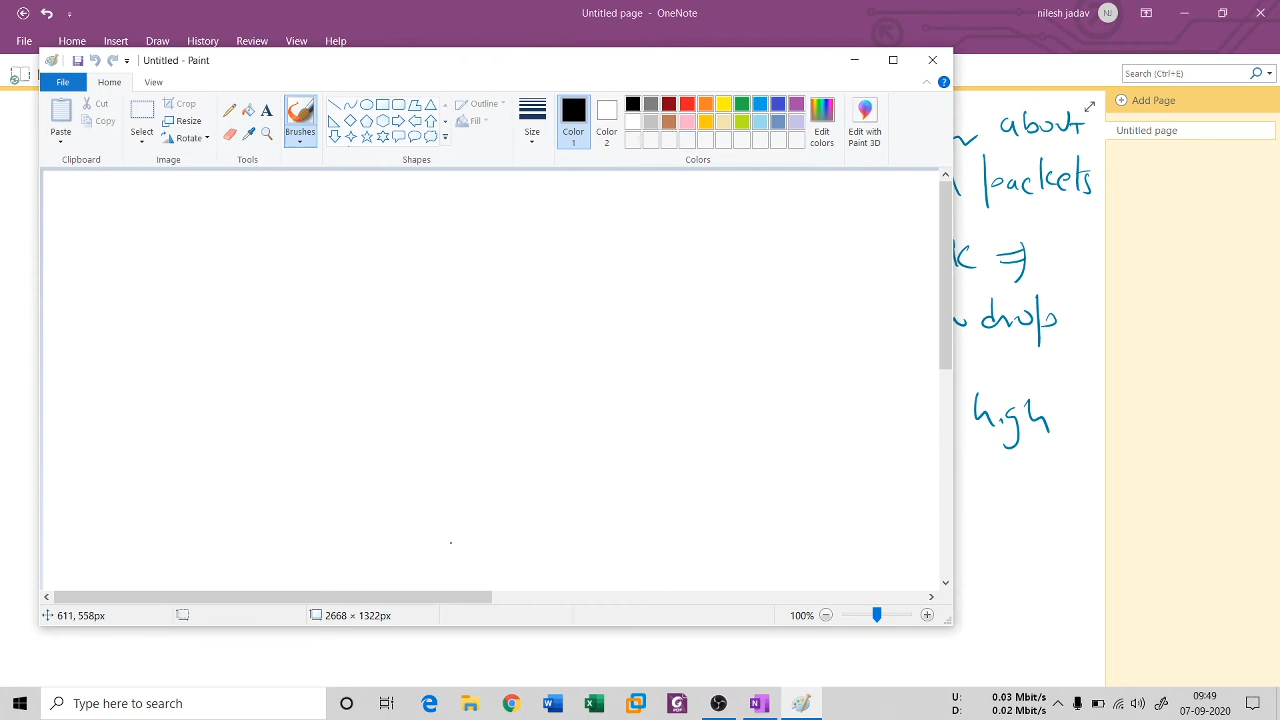 Untitled page - OneNote
nilesh jadav
NJ
File
Home
Insert
Draw
History
Review
View
Help
Untitled - Paint
Search (Ctrl+E)
File
Home
View
Add Page
Untitled page
Paste
Cut
Copy
Clipboard
Select
Crop
Resize
Rotate
Image
A
Tools
Brushes
Shapes
Outline
Fill
Size
Color
1
Color
2
Colors
Edit
colors
Edit with
Paint 3D
about
packets
⇒
drop
high
611, 558px
2668 × 1322px
100%
Type here to search
U: 0.03 Mbit/s
D: 0.02 Mbit/s
09:49
07-09-2020